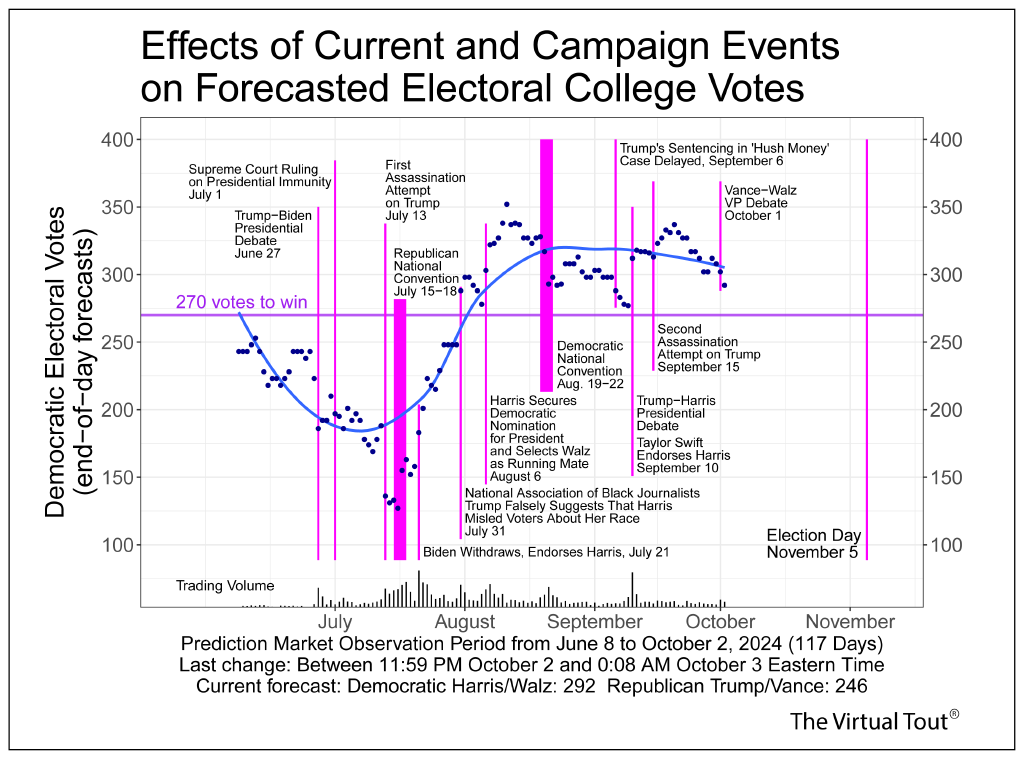 Effects of Current and Campaign Events
on Forecasted Electoral College Votes
Democratic Electoral Votes
(end−of−day forecasts)
400
350
300
250
200
150
100
400
350
300
250
200
150
100
Supreme Court Ruling
on Presidential Immunity
July 1
Trump−Biden
Presidential
Debate
June 27
270 votes to win
First
Assassination
Attempt
on Trump
July 13
Republican
National
Convention
July 15−18
Trump's Sentencing in 'Hush Money'
Case Delayed, September 6
Vance−Walz
VP Debate
October 1
Democratic
National
Convention
Aug. 19−22
Second
Assassination
Attempt on Trump
September 15
Harris Secures
Democratic
Nomination
for President
and Selects Walz
as Running Mate
August 6
Trump−Harris
Presidential
Debate
Taylor Swift
Endorses Harris
September 10
National Association of Black Journalists
Trump Falsely Suggests That Harris
Misled Voters About Her Race
July 31
Biden Withdraws, Endorses Harris, July 21
Election Day
November 5
Trading Volume
July
August
September
October
November
Prediction Market Observation Period from June 8 to October 2, 2024 (117 Days)
Last change: Between 11:59 PM October 2 and 0:08 AM October 3 Eastern Time
Current forecast: Democratic Harris/Walz: 292 Republican Trump/Vance: 246
The Virtual Tout®